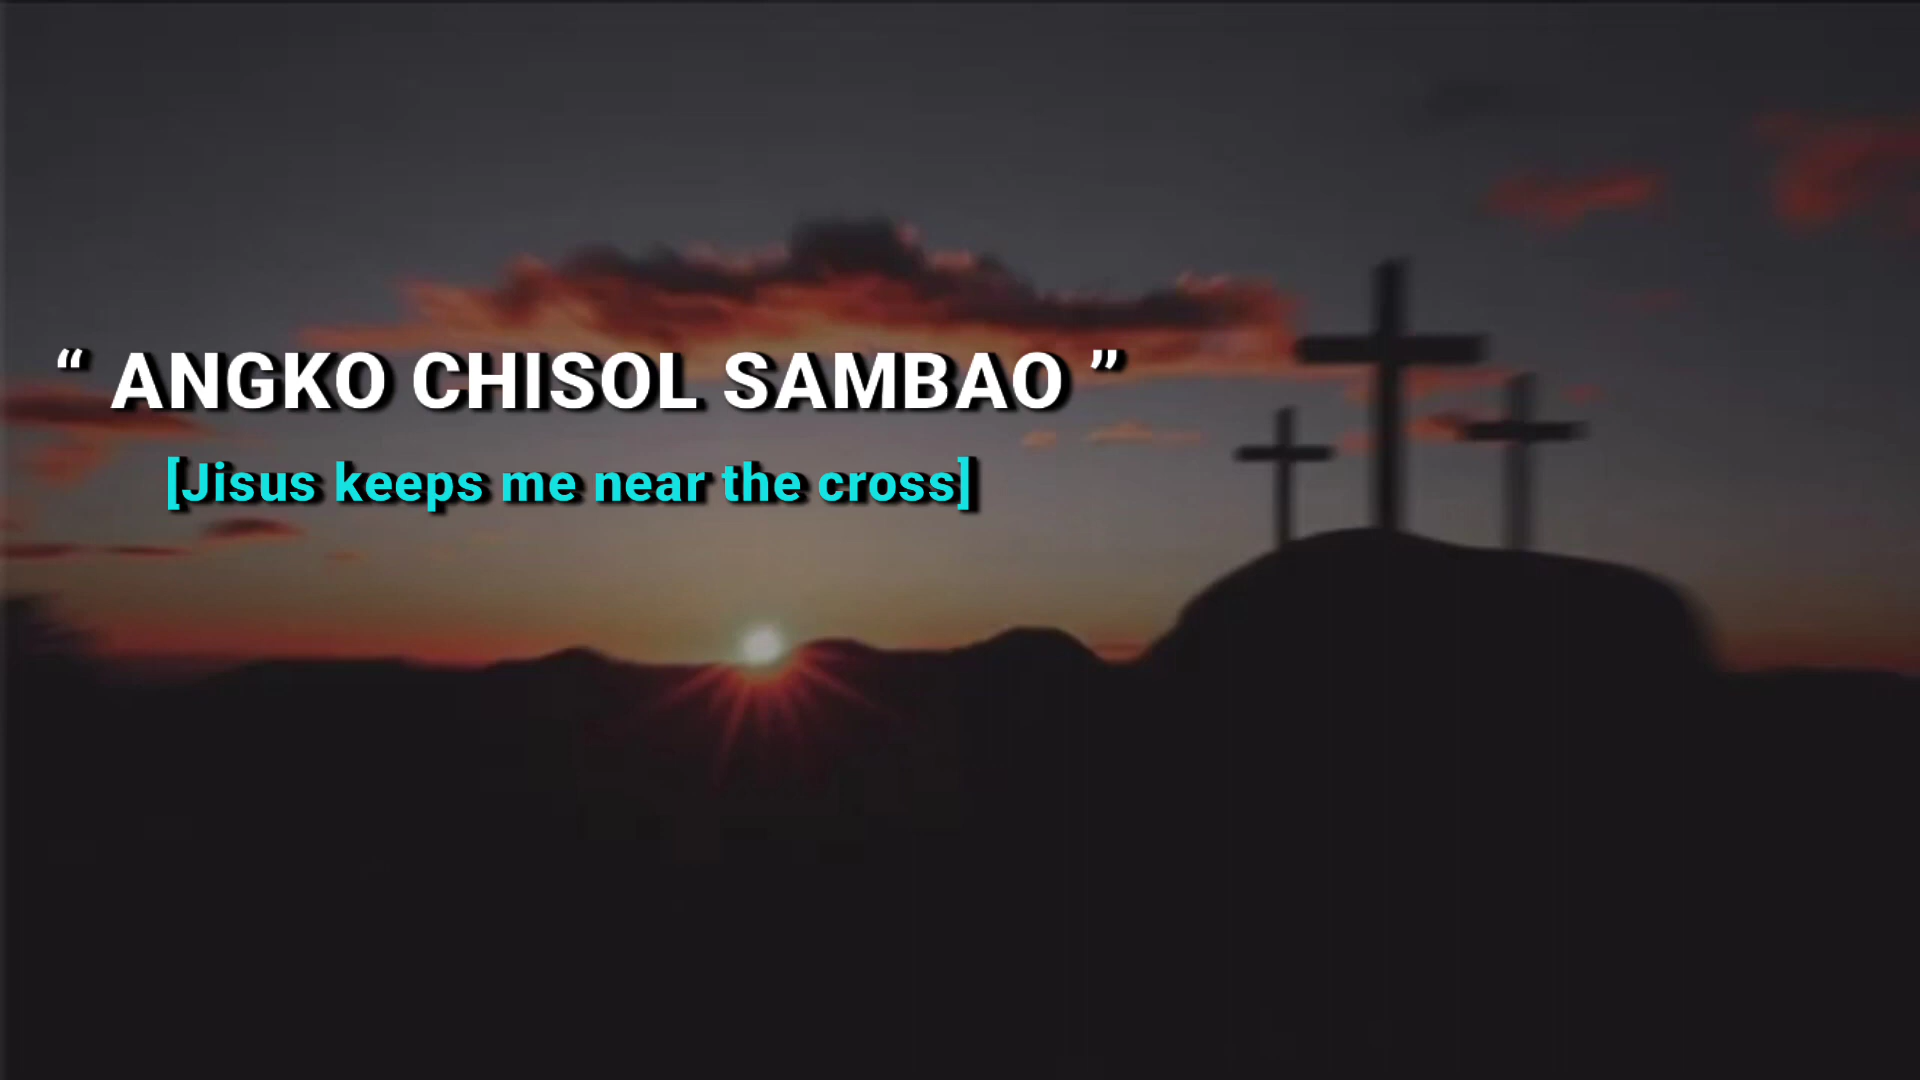 “ ANGKO CHISOL SAMBAO ”
[Jisus keeps me near the cross]